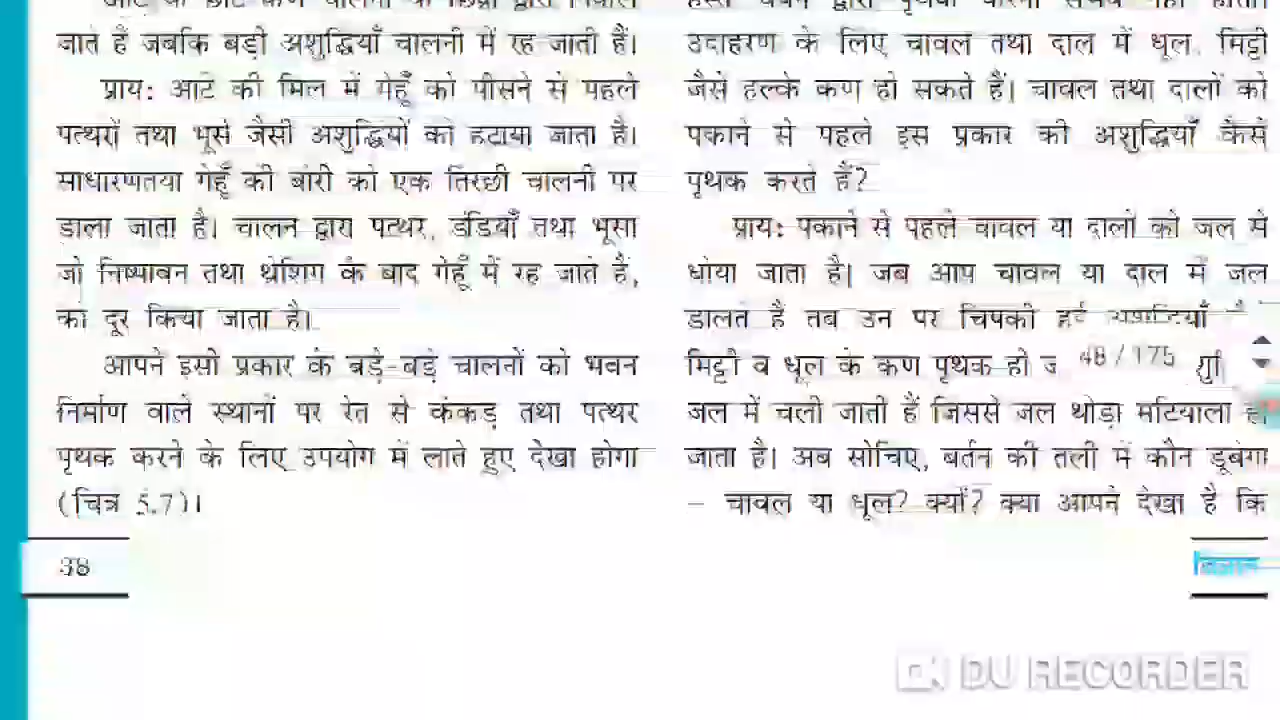 जाते हैं जबकि बड़ी अशुद्धियाँ चालनी में रह जाती हैं।
प्राय: आटे की मिल में गेहूँ को पीसने से पहले
पत्थरों तथा भूसे जैसी अशुद्धियों को हटाया जाता है।
साधारणतया गेहूँ की बोरी को एक तिरछी चालनी पर
डाला जाता है। चालन द्वारा पत्थर, डंडियाँ तथा भूसा
जो निष्पावन तथा थ्रेशिंग के बाद गेहूँ में रह जाते हैं,
को दूर किया जाता है।
आपने इसी प्रकार के बड़े-बड़े चालनों को भवन
निर्माण वाले स्थानों पर रेत से कंकड़ तथा पत्थर
पृथक करने के लिए उपयोग में लाते हुए देखा होगा
(चित्र 5.7)।
38
उदाहरण के लिए चावल तथा दाल में धूल, मिट्टी
जैसे हल्के कण हो सकते हैं। चावल तथा दालों को
पकाने से पहले इस प्रकार की अशुद्धियाँ कैसे
पृथक करते हैं?
प्राय: पकाने से पहले चावल या दालों को जल से
धोया जाता है। जब आप चावल या दाल में जल
डालते हैं तब उन पर चिपकी हुई अशुद्धियाँ
मिट्टी व धूल के कण पृथक हो
48 / 175
जल में चली जाती हैं जिससे जल थोड़ा मटियाला हो
जाता है। अब सोचिए, बर्तन की तली में कौन डूबेगा
– चावल या धूल? क्यों? क्या आपने देखा है कि
विज्ञान
DU RECORDER